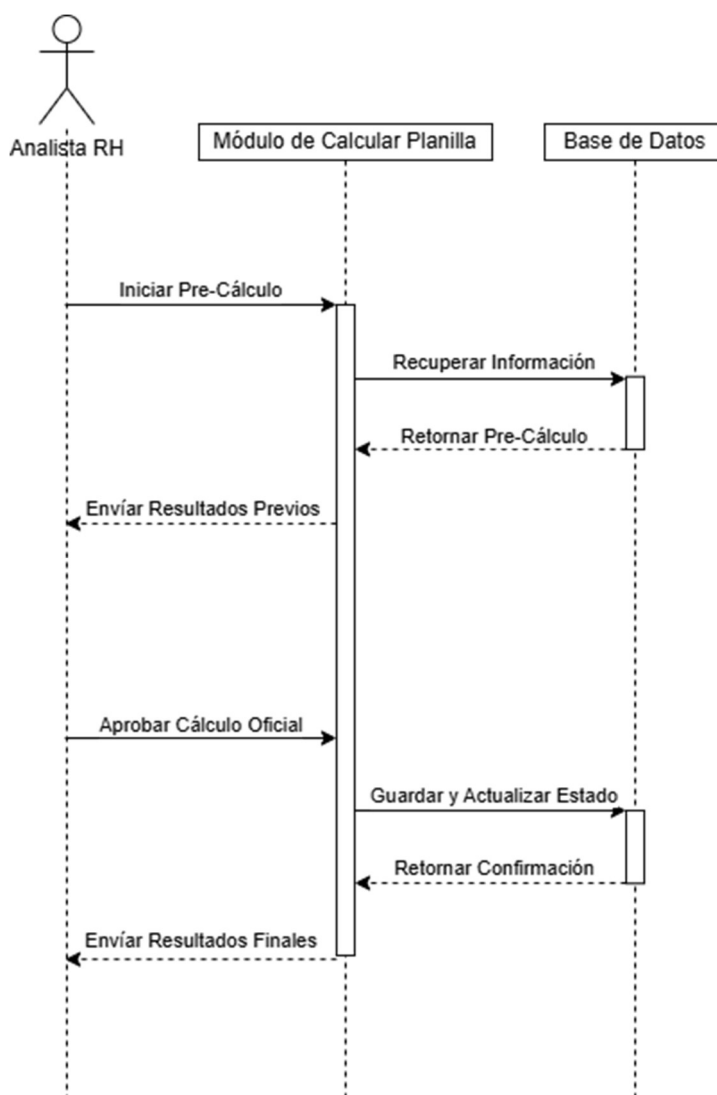 Analista RH
Módulo de Calcular Planilla
Base de Datos
Iniciar Pre-Cálculo
Recuperar Información
Retornar Pre-Cálculo
Envíar Resultados Previos
Aprobar Cálculo Oficial
Guardar y Actualizar Estado
Retornar Confirmación
Envíar Resultados Finales